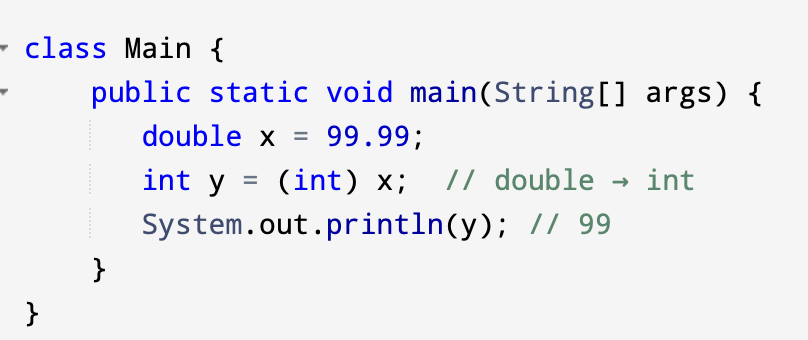 class Main {
    public static void main(String[] args) {
        double x = 99.99;
        int y = (int) x;  // double → int
        System.out.println(y); // 99
    }
}